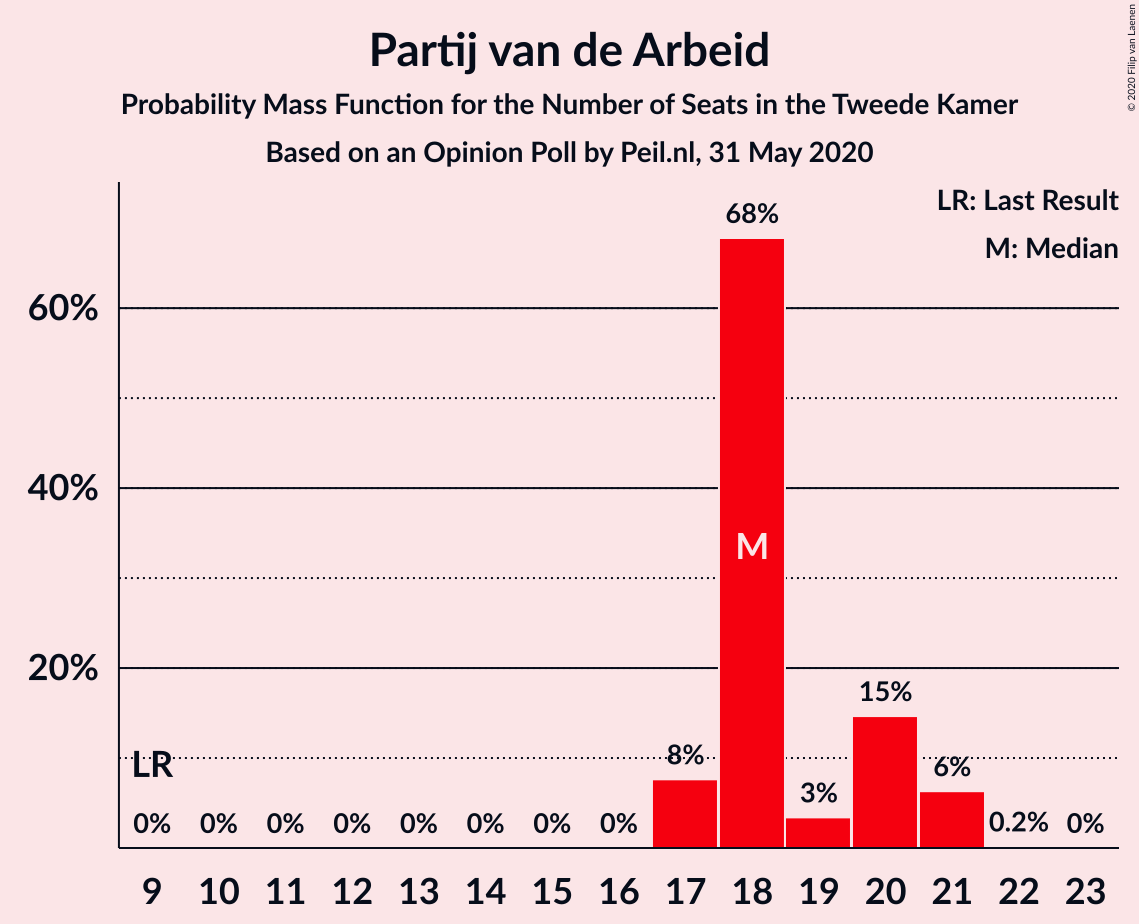 Partij van de Arbeid
Probability Mass Function for the Number of Seats in the Tweede Kamer
Based on an Opinion Poll by Peil.nl, 31 May 2020
© 2020 Filip van Laenen
LR: Last Result
M: Median
68%
60%
40%
M
20%
15%
LR
8%
6%
3%
0% 0% 0% 0% 0% 0% 0% 0% 0.2% 0%
9 10 11 12 13 14 15 16 17 18 19 20 21 22 23